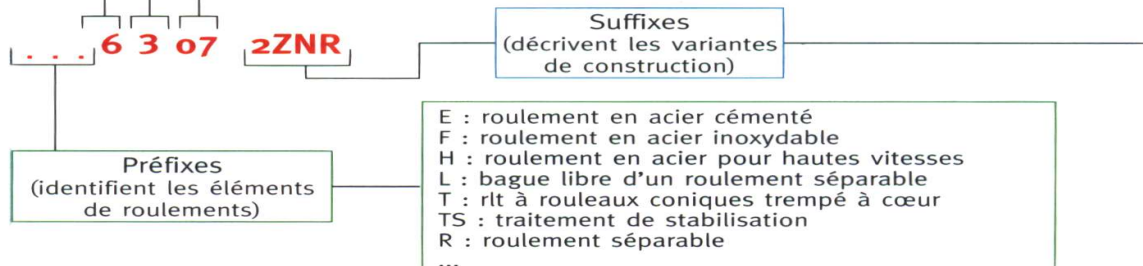 ... 6 3 07 2ZNR
Suffixes
(décrivent les variantes
de construction)
Préfixes
(identifient les éléments
de roulements)
E : roulement en acier cémenté
F : roulement en acier inoxydable
H : roulement en acier pour hautes vitesses
L : bague libre d'un roulement séparable
T : rlt à rouleaux coniques trempé à cœur
TS : traitement de stabilisation
R : roulement séparable
...